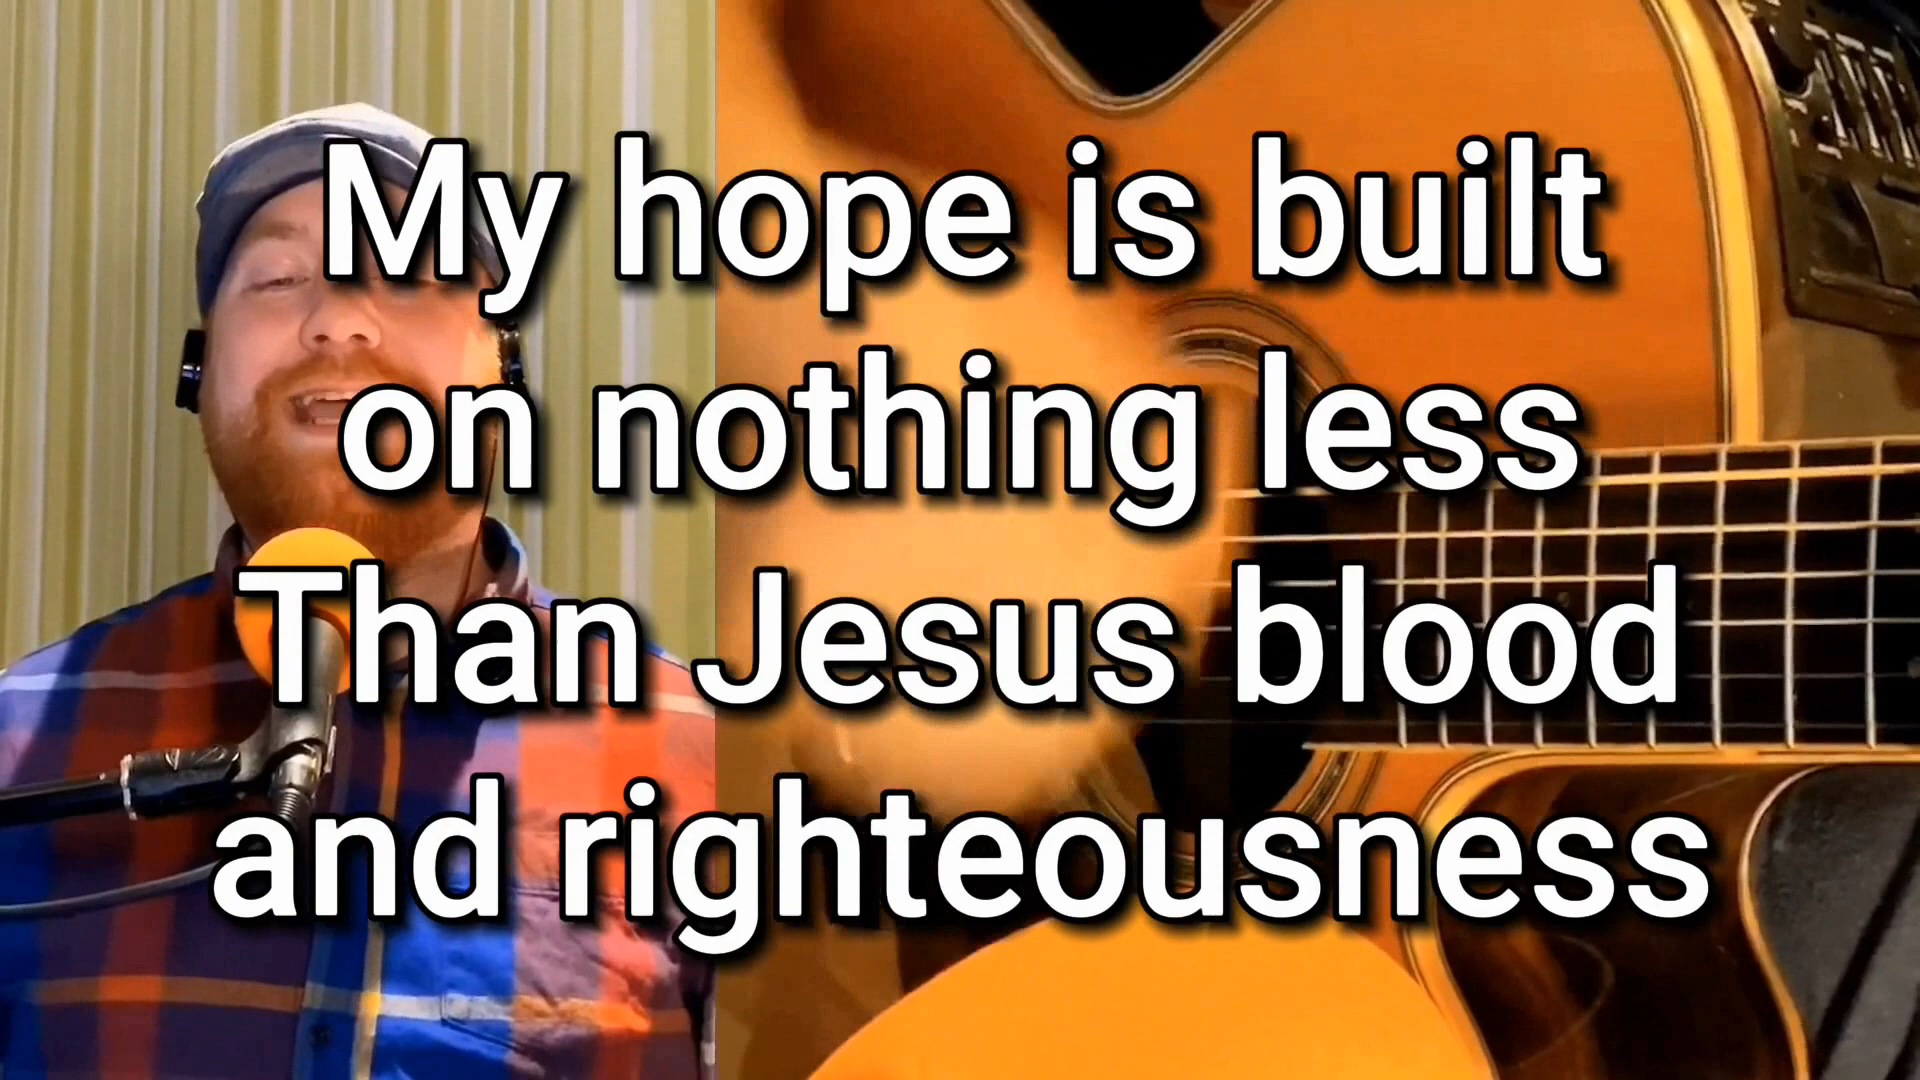 My hope is built
on nothing less
Than Jesus blood
and righteousness